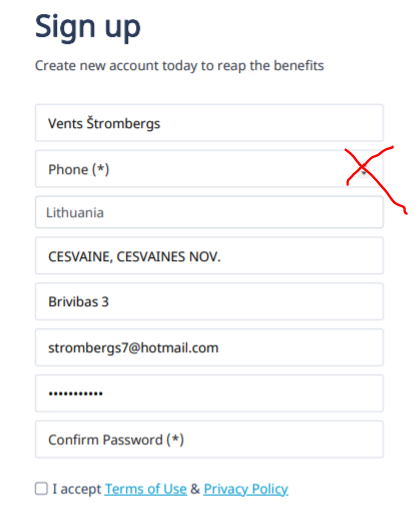 Sign up
Create new account today to reap the benefits
Vents Štrombergs
Phone (*)
Lithuania
CESVAINE, CESVAINES NOV.
Brivibas 3
strombergs7@hotmail.com
•••••••••••
Confirm Password (*)
I accept Terms of Use & Privacy Policy